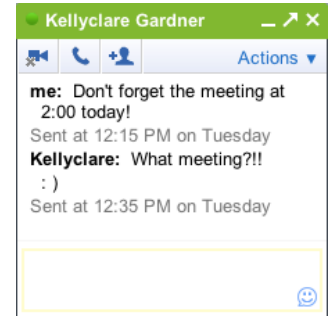 Kellyclare Gardner
Actions ▼
me: Don't forget the meeting at
2:00 today!
Sent at 12:15 PM on Tuesday
Kellyclare: What meeting?!!
: )
Sent at 12:35 PM on Tuesday